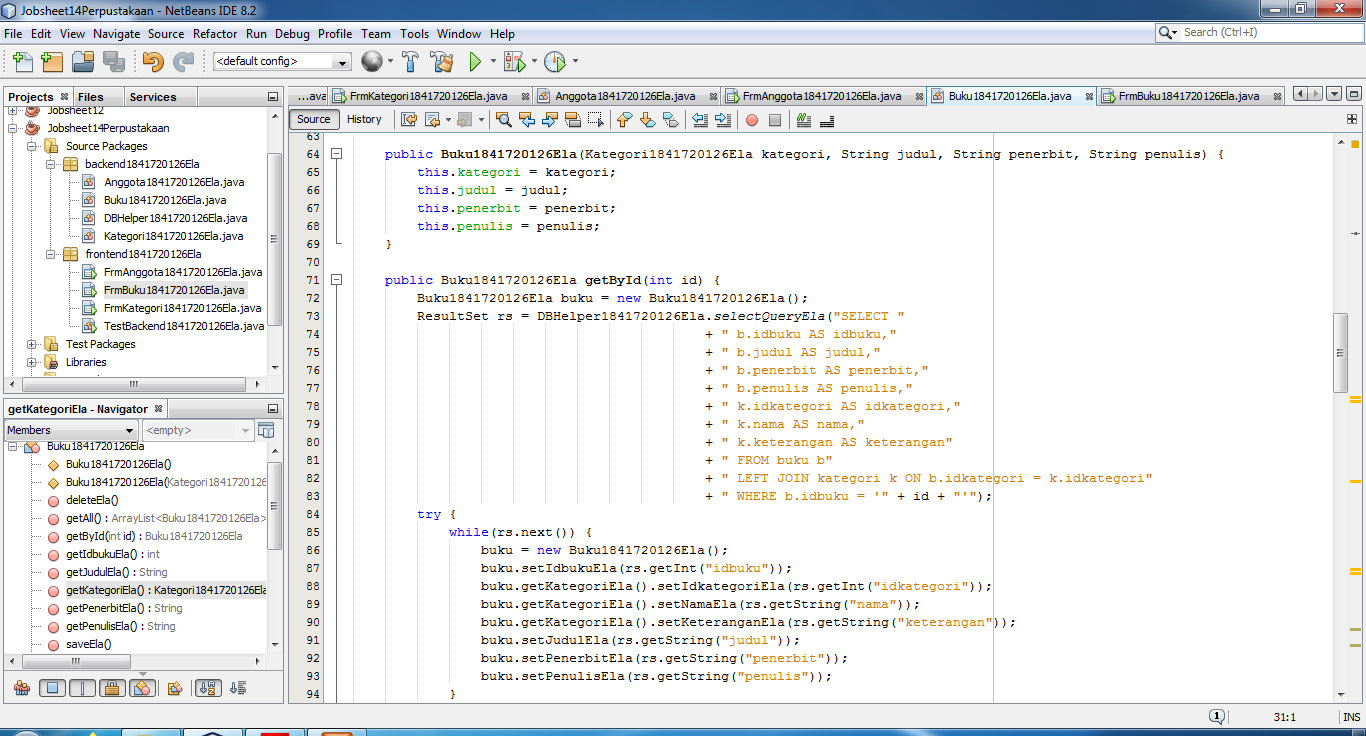 Jobsheet14Perpustakaan - NetBeans IDE 8.2
File Edit View Navigate Source Refactor Run Debug Profile Team Tools Window Help
Search (Ctrl+I)
<default config>
Projects Files Services
Jobsheet12
Jobsheet14Perpustakaan
Source Packages
backend1841720126Ela
Anggota1841720126Ela.java
Buku1841720126Ela.java
DBHelper1841720126Ela.java
Kategori1841720126Ela.java
frontend1841720126Ela
FrmAnggota1841720126Ela.java
FrmBuku1841720126Ela.java
FrmKategori1841720126Ela.java
TestBackend1841720126Ela.java
Test Packages
Libraries
getKategoriEla - Navigator
Members <empty>
Buku1841720126Ela
Buku1841720126Ela()
Buku1841720126Ela(Kategori1841720126E
deleteEla()
getAll() : ArrayList<Buku1841720126Ela>
getById(int id) : Buku1841720126Ela
getIdbukuEla() : int
getJudulEla() : String
getKategoriEla() : Kategori1841720126Ela
getPenerbitEla() : String
getPenulisEla() : String
saveEla()
...ava FrmKategori1841720126Ela.java Anggota1841720126Ela.java FrmAnggota1841720126Ela.java Buku1841720126Ela.java FrmBuku1841720126Ela.java
Source History
63
64 public Buku1841720126Ela(Kategori1841720126Ela kategori, String judul, String penerbit, String penulis) {
65 this.kategori = kategori;
66 this.judul = judul;
67 this.penerbit = penerbit;
68 this.penulis = penulis;
69 }
70
71 public Buku1841720126Ela getById(int id) {
72 Buku1841720126Ela buku = new Buku1841720126Ela();
73 ResultSet rs = DBHelper1841720126Ela.selectQueryEla("SELECT "
74 + " b.idbuku AS idbuku,"
75 + " b.judul AS judul,"
76 + " b.penerbit AS penerbit,"
77 + " b.penulis AS penulis,"
78 + " k.idkategori AS idkategori,"
79 + " k.nama AS nama,"
80 + " k.keterangan AS keterangan"
81 + " FROM buku b"
82 + " LEFT JOIN kategori k ON b.idkategori = k.idkategori"
83 + " WHERE b.idbuku = '" + id + "'");
84 try {
85 while(rs.next()) {
86 buku = new Buku1841720126Ela();
87 buku.setIdbukuEla(rs.getInt("idbuku"));
88 buku.getKategoriEla().setIdkategoriEla(rs.getInt("idkategori"));
89 buku.getKategoriEla().setNamaEla(rs.getString("nama"));
90 buku.getKategoriEla().setKeteranganEla(rs.getString("keterangan"));
91 buku.setJudulEla(rs.getString("judul"));
92 buku.setPenerbitEla(rs.getString("penerbit"));
93 buku.setPenulisEla(rs.getString("penulis"));
94 }
1 31:1 INS